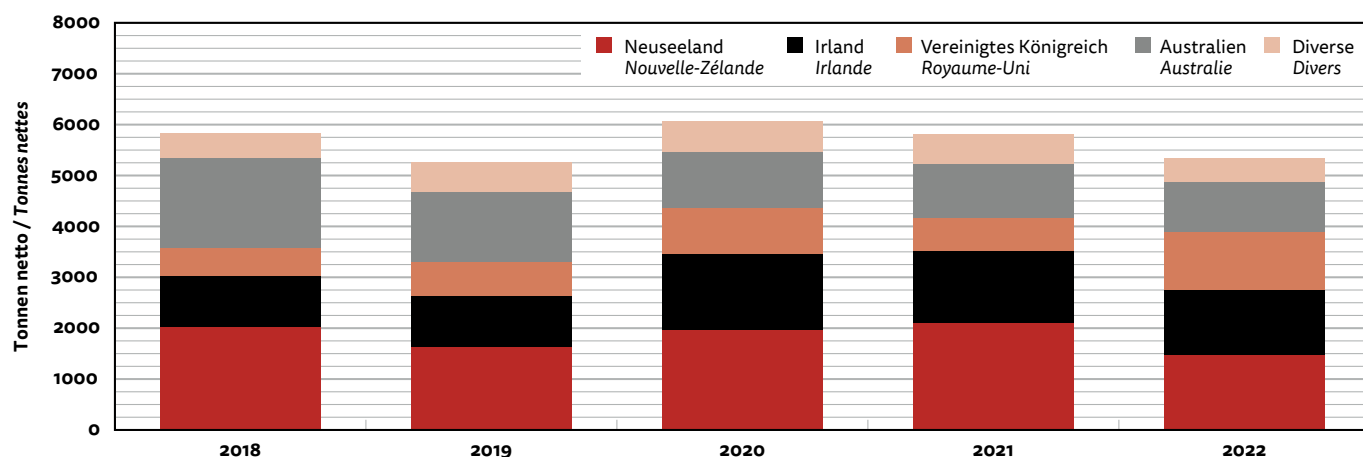 8000
7000
6000
5000
4000
3000
2000
1000
0
Tonnen netto / Tonnes nettes
Neuseeland
Nouvelle-Zélande
Irland
Irlande
Vereinigtes Königreich
Royaume-Uni
Australien
Australie
Diverse
Divers
2018
2019
2020
2021
2022